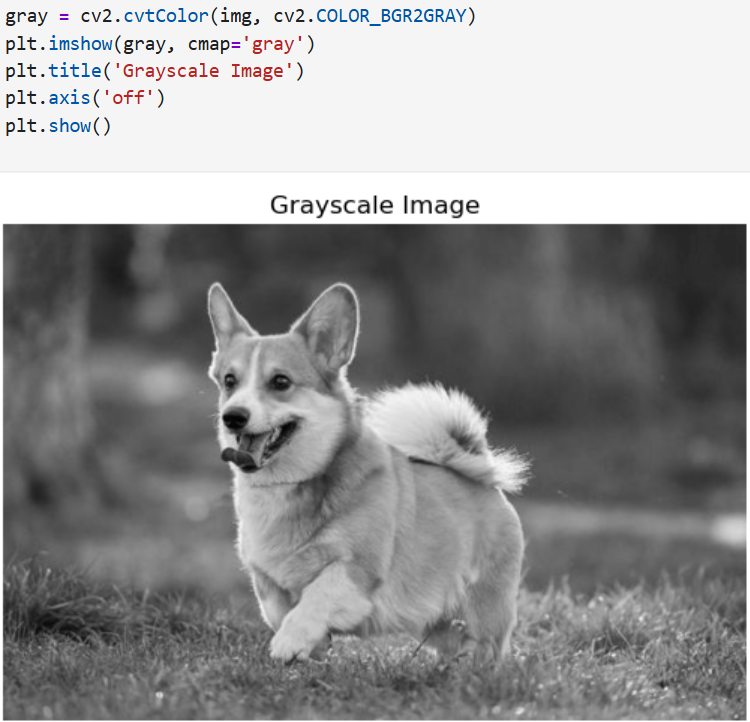 gray = cv2.cvtColor(img, cv2.COLOR_BGR2GRAY)
plt.imshow(gray, cmap='gray')
plt.title('Grayscale Image')
plt.axis('off')
plt.show()
Grayscale Image